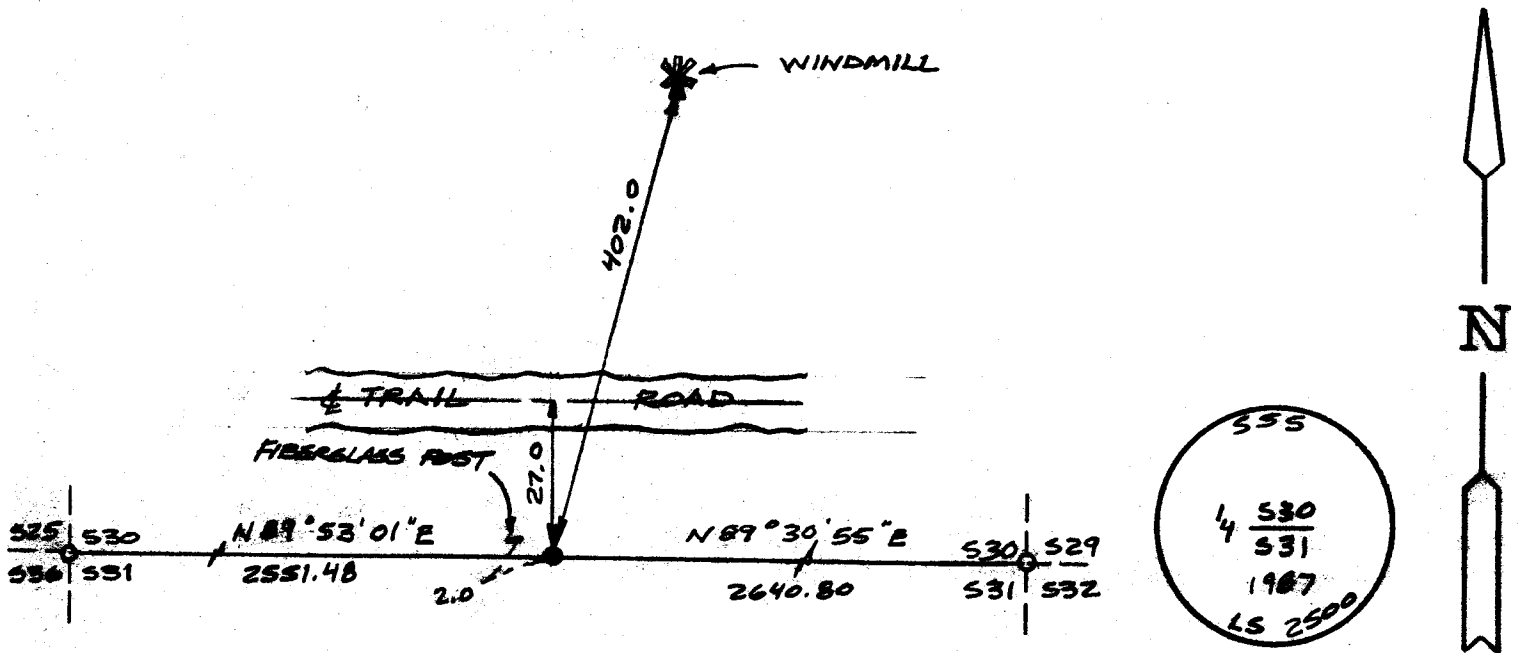 WINDMILL
402.0
N
℄ TRAIL ROAD
FIBERGLASS POST
27.0
SSS
1/4 S30
S31
1987
LS 2500
S25 S30
S36 S31
N 89°53'01"E
2551.48
2.0
N 89°30'55"E
2640.80
S30 S29
S31 S32